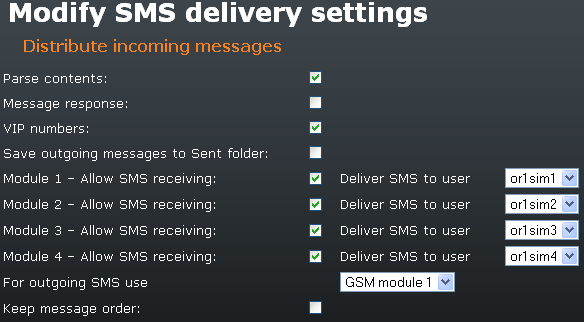 Modify SMS delivery settings
Distribute incoming messages
Parse contents:
Message response:
VIP numbers:
Save outgoing messages to Sent folder:
Module 1 - Allow SMS receiving: Deliver SMS to user or1sim1
Module 2 - Allow SMS receiving: Deliver SMS to user or1sim2
Module 3 - Allow SMS receiving: Deliver SMS to user or1sim3
Module 4 - Allow SMS receiving: Deliver SMS to user or1sim4
For outgoing SMS use GSM module 1
Keep message order: